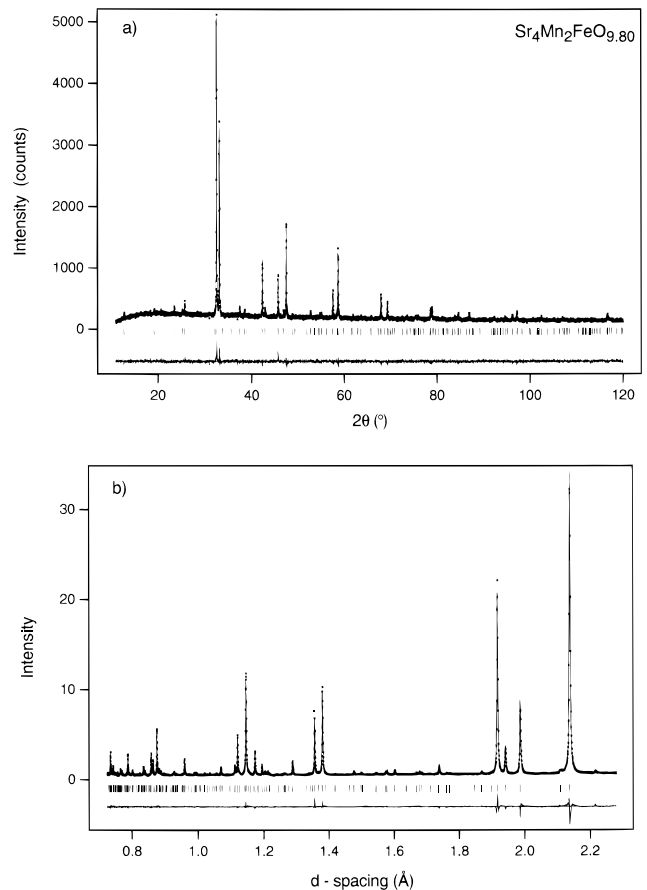 a)
Sr₄Mn₂FeO₉.₈₀
5000
4000
3000
2000
1000
0
Intensity (counts)
20 40 60 80 100 120
2θ (°)
b)
30
20
10
0
Intensity
0.8 1.0 1.2 1.4 1.6 1.8 2.0 2.2
d - spacing (Å)